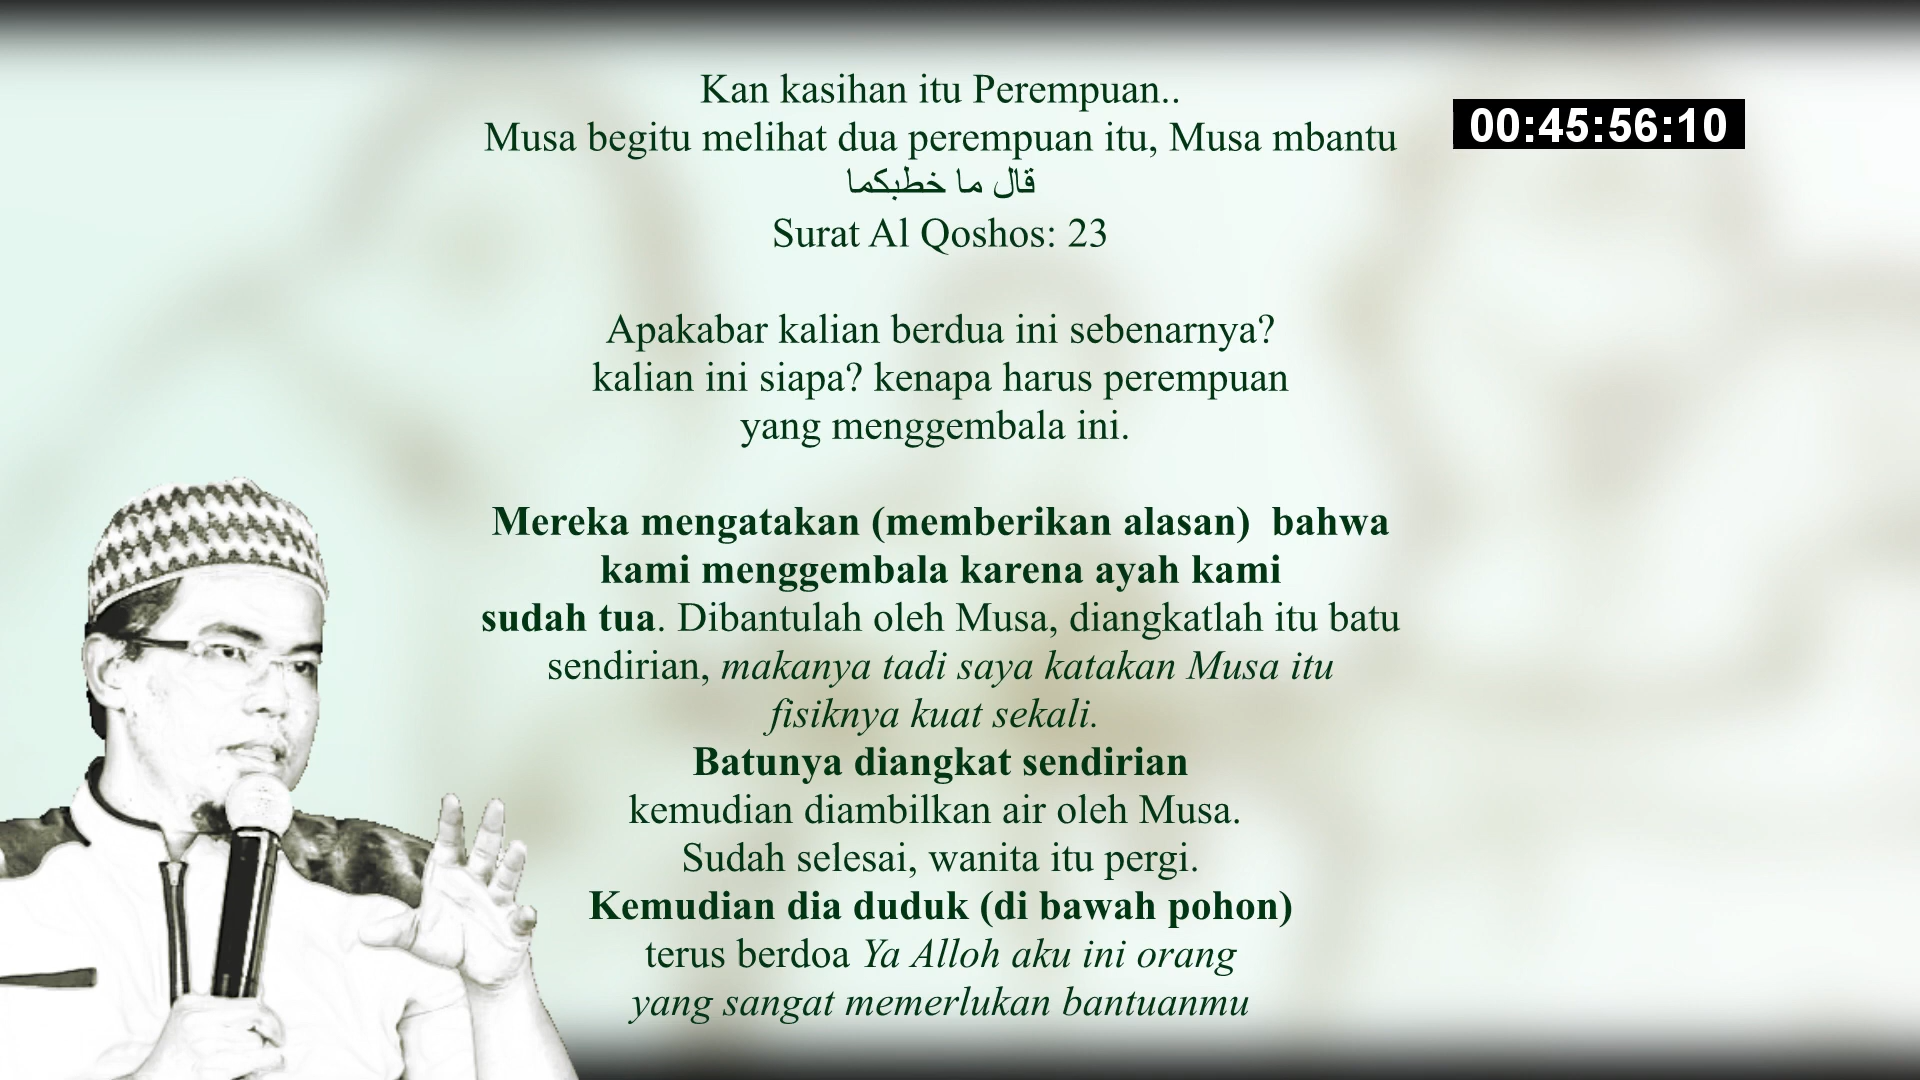 Kan kasihan itu Perempuan..
Musa begitu melihat dua perempuan itu, Musa mbantu
قال ما خطبكما
Surat Al Qoshos: 23
00:45:56:10
Apakabar kalian berdua ini sebenarnya?
kalian ini siapa? kenapa harus perempuan
yang menggembala ini.
Mereka mengatakan (memberikan alasan)  bahwa
kami menggembala karena ayah kami
sudah tua. Dibantulah oleh Musa, diangkatlah itu batu
sendirian, makanya tadi saya katakan Musa itu
fisiknya kuat sekali.
Batunya diangkat sendirian
kemudian diambilkan air oleh Musa.
Sudah selesai, wanita itu pergi.
Kemudian dia duduk (di bawah pohon)
terus berdoa Ya Alloh aku ini orang
yang sangat memerlukan bantuanmu